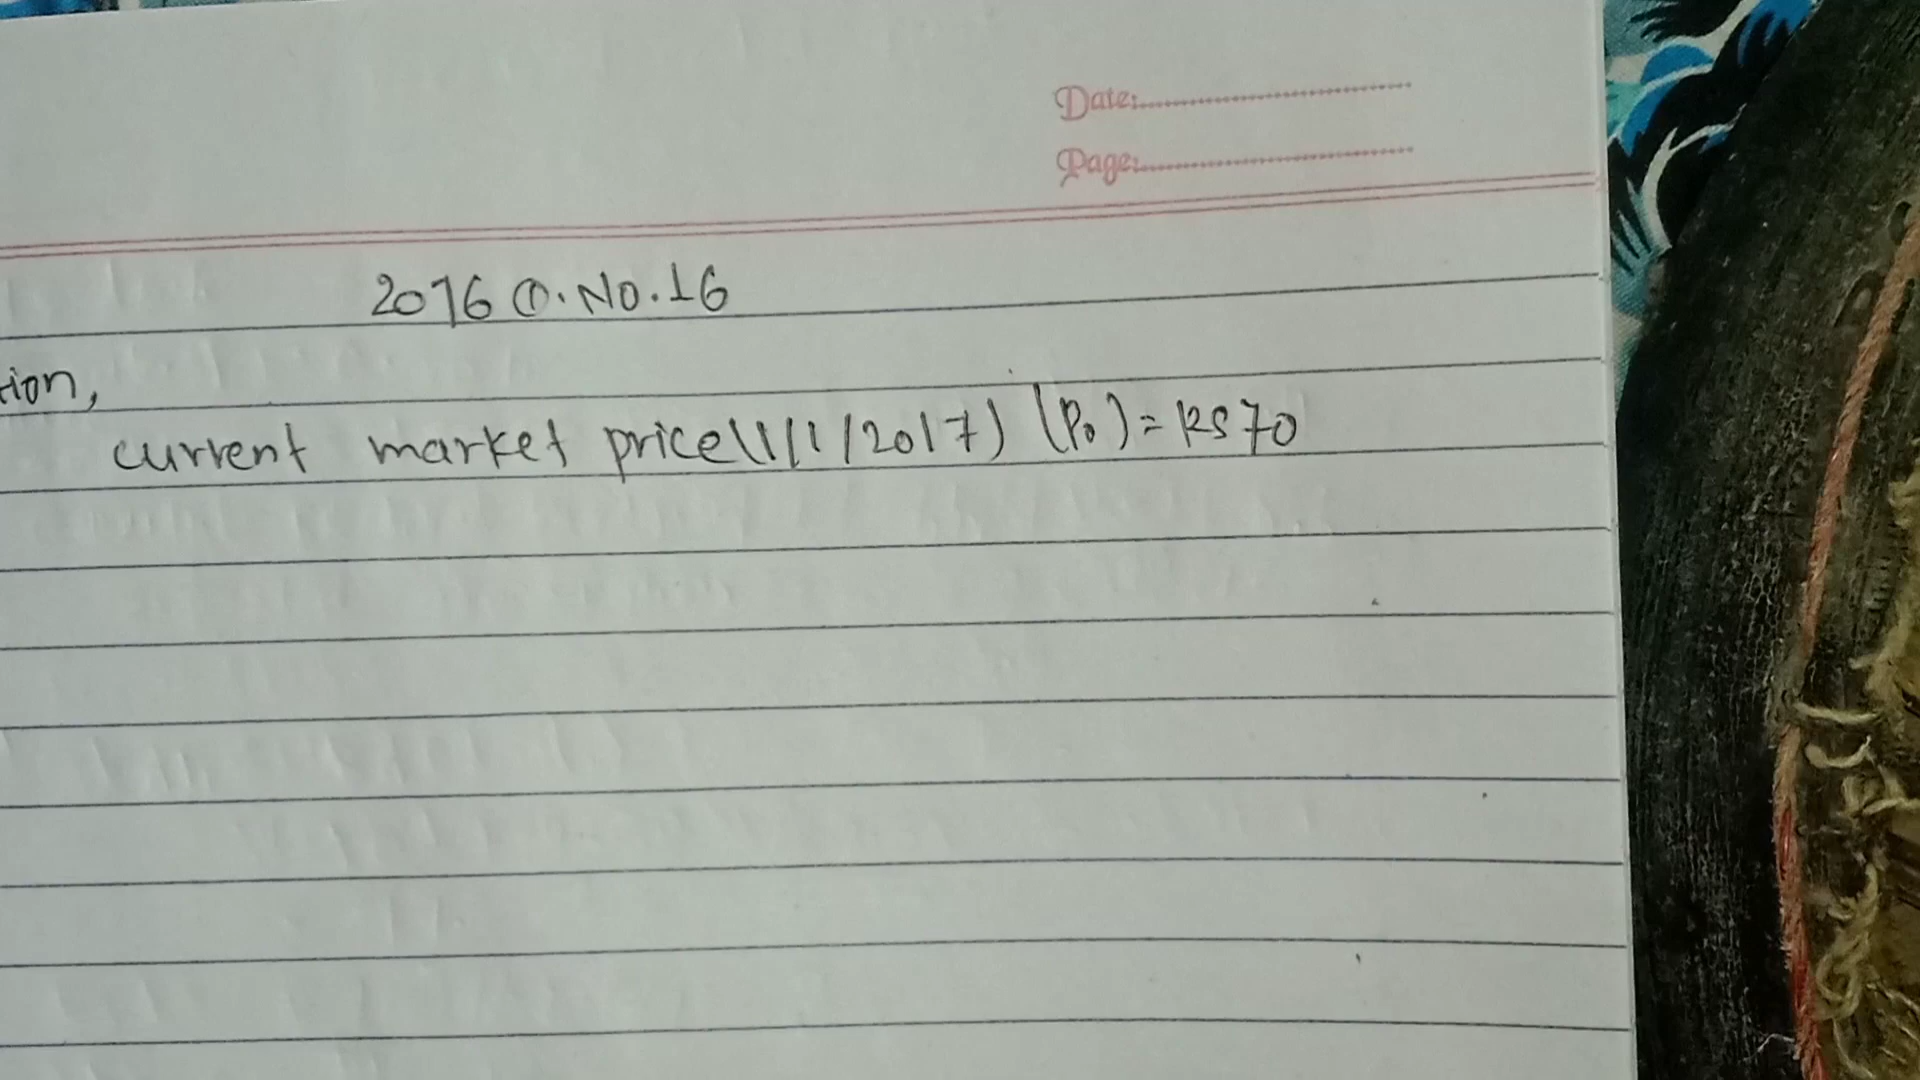 Date:
Page:
2076 Q.No.16
tion,
current market price(1/1/2017) (P₀) = RS 70